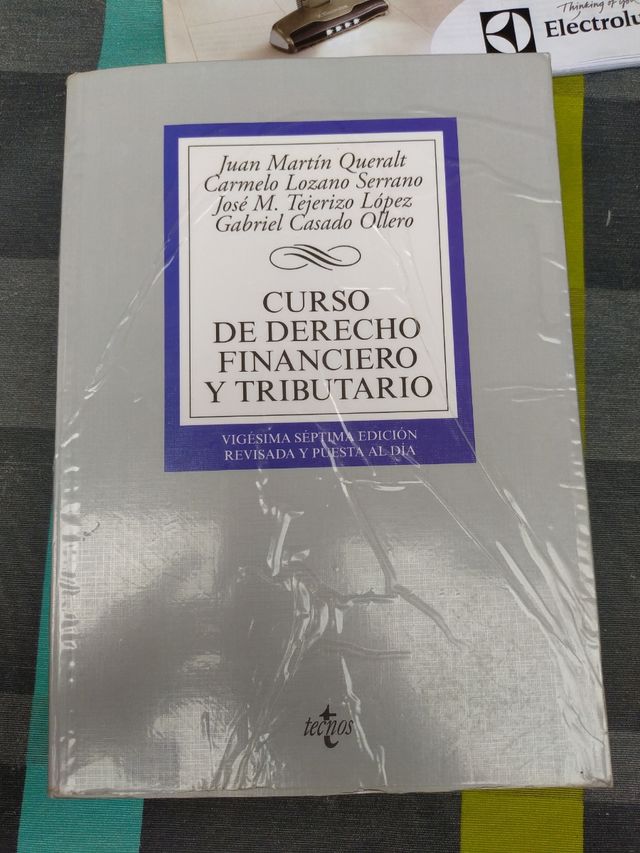 Thinking of you
Electrolu
Juan Martín Queralt
Carmelo Lozano Serrano
José M. Tejerizo López
Gabriel Casado Ollero
CURSO
DE DERECHO
FINANCIERO
Y TRIBUTARIO
VIGÉSIMA SÉPTIMA EDICIÓN
REVISADA Y PUESTA AL DÍA
tecnos